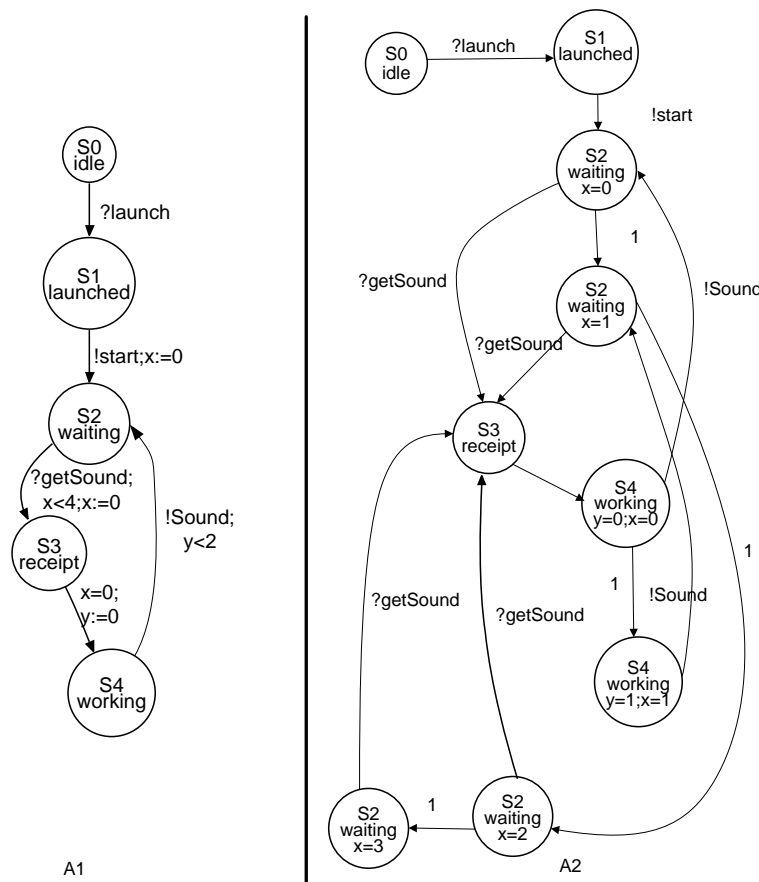 S0
idle
?launch
S1
launched
!start;x:=0
S2
waiting
?getSound;
x<4;x:=0
!Sound;
y<2
S3
receipt
x=0;
y:=0
S4
working
A1
S0
idle
?launch
S1
launched
!start
S2
waiting
x=0
1
?getSound
!Sound
S2
waiting
x=1
?getSound
S3
receipt
S4
working
y=0;x=0
1
1
!Sound
?getSound
?getSound
S4
working
y=1;x=1
S2
waiting
x=3
1
S2
waiting
x=2
A2